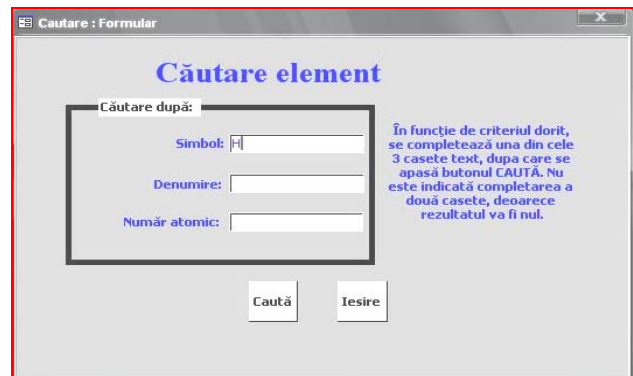 Cautare : Formular
Căutare element
Căutare după:
Simbol: H
Denumire:
Număr atomic:
În funcție de criteriul dorit,
se completează una din cele
3 casete text, dupa care se
apasă butonul CAUTĂ. Nu
este indicată completarea a
două casete, deoarece
rezultatul va fi nul.
Caută
Iesire